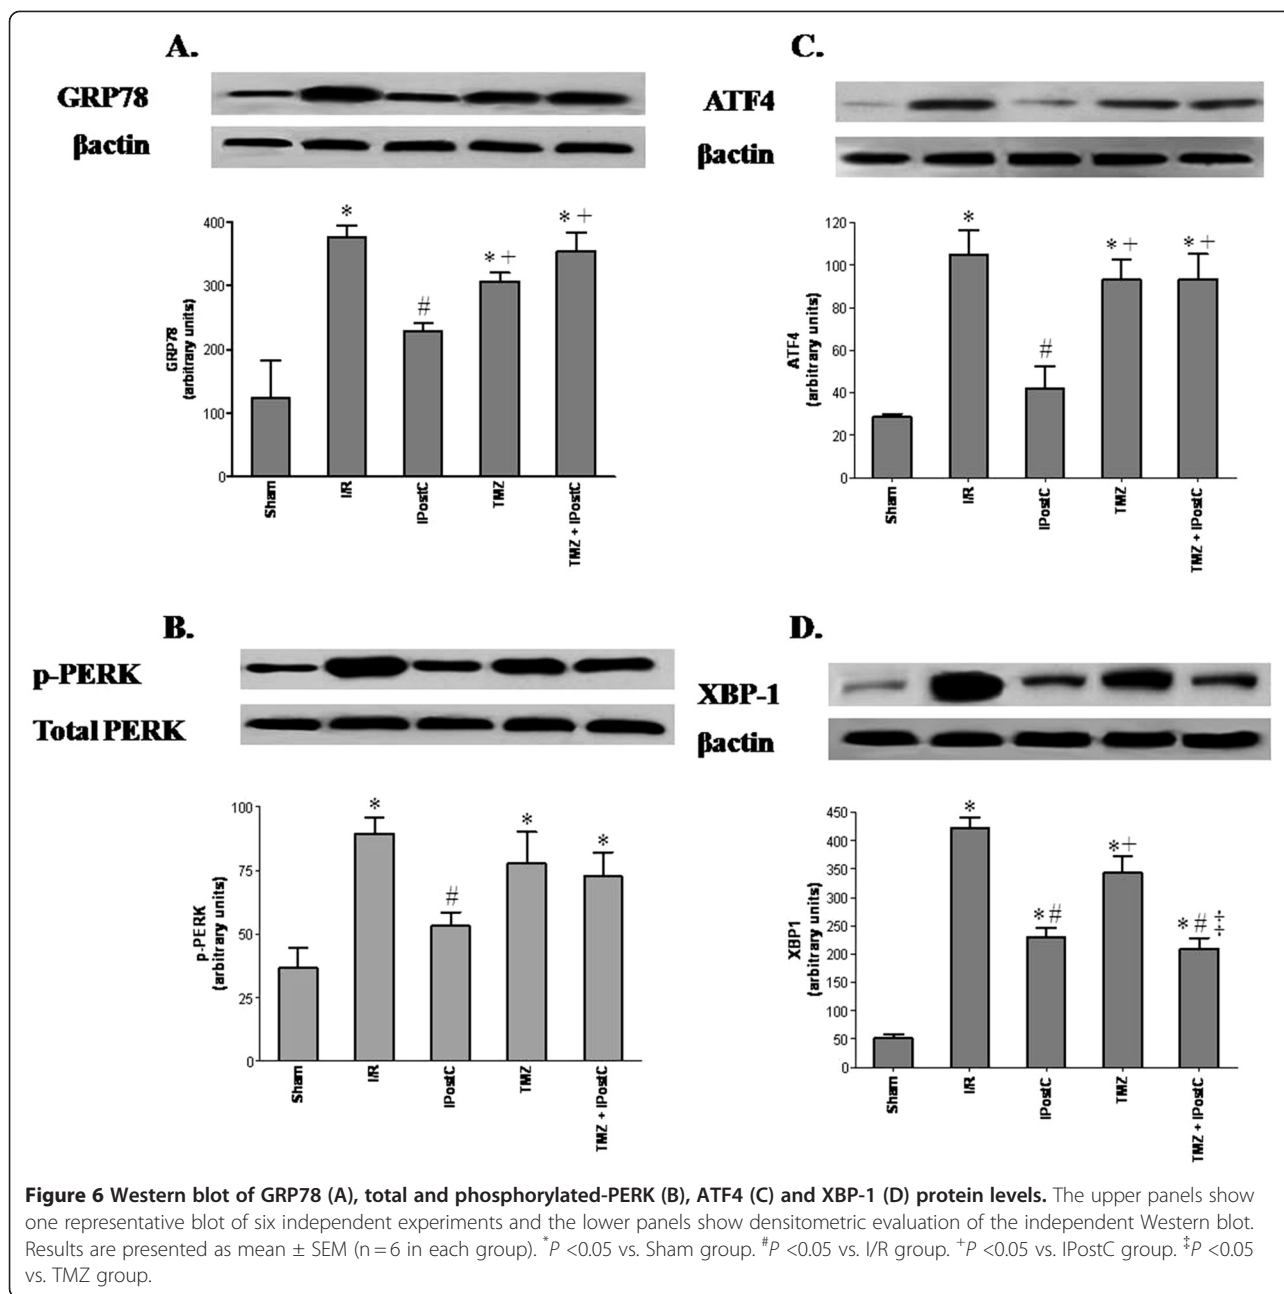 A.
GRP78
βactin
400
300
200
100
0
GRP78
(arbitrary units)
*
#
* +
* +
Sham
I/R
IPostC
TMZ
TMZ + IPostC
C.
ATF4
βactin
120
100
80
60
40
20
0
ATF4
(arbitrary units)
*
#
* +
* +
Sham
I/R
IPostC
TMZ
TMZ + IPostC
B.
p-PERK
Total PERK
100
75
50
25
0
p-PERK
(arbitrary units)
*
#
*
*
Sham
I/R
IPostC
TMZ
TMZ + IPostC
D.
XBP-1
βactin
450
400
350
300
250
200
150
100
50
0
XBP1
(arbitrary units)
*
* #
* +
* # ‡
Sham
I/R
IPostC
TMZ
TMZ + IPostC
Figure 6 Western blot of GRP78 (A), total and phosphorylated-PERK (B), ATF4 (C) and XBP-1 (D) protein levels. The upper panels show
one representative blot of six independent experiments and the lower panels show densitometric evaluation of the independent Western blot.
Results are presented as mean ± SEM (n = 6 in each group). *P <0.05 vs. Sham group. #P <0.05 vs. I/R group. +P <0.05 vs. IPostC group. ‡P <0.05
vs. TMZ group.